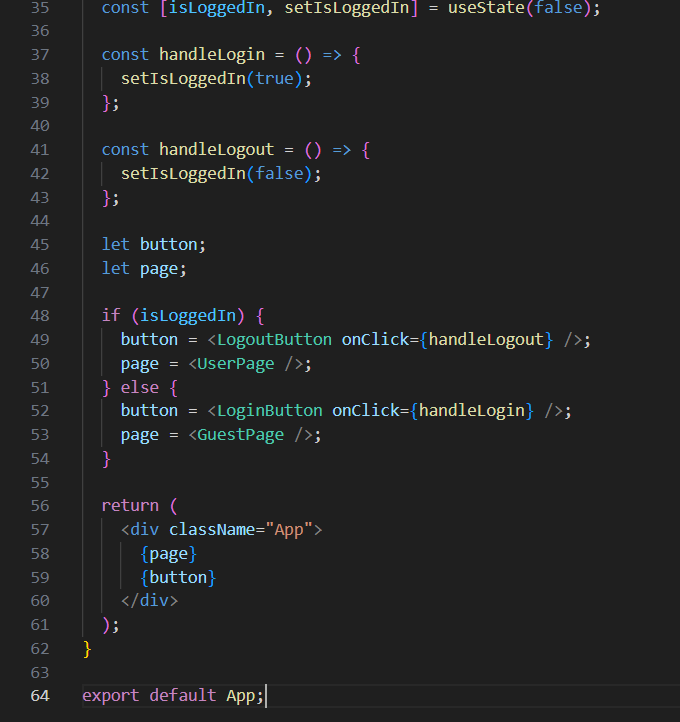 35 const [isLoggedIn, setIsLoggedIn] = useState(false);
36
37 const handleLogin = () => {
38 setIsLoggedIn(true);
39 };
40
41 const handleLogout = () => {
42 setIsLoggedIn(false);
43 };
44
45 let button;
46 let page;
47
48 if (isLoggedIn) {
49 button = <LogoutButton onClick={handleLogout} />;
50 page = <UserPage />;
51 } else {
52 button = <LoginButton onClick={handleLogin} />;
53 page = <GuestPage />;
54 }
55
56 return (
57 <div className="App">
58 {page}
59 {button}
60 </div>
61 );
62 }
63
64 export default App;